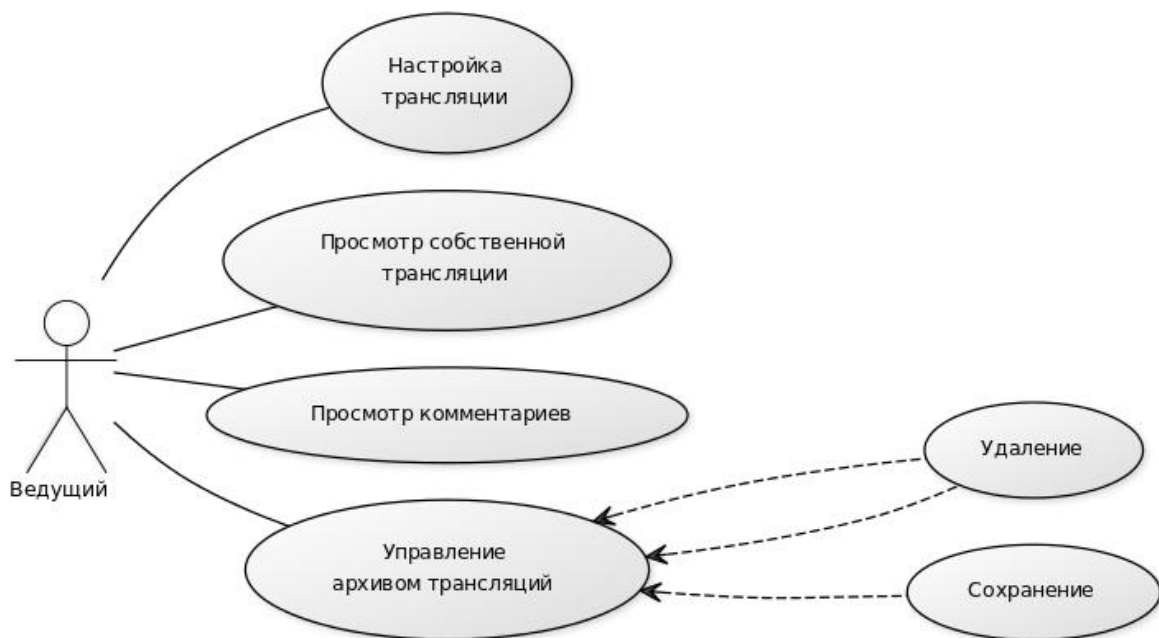 Настройка
трансляции
Просмотр собственной
трансляции
Просмотр комментариев
Удаление
Ведущий
Управление
архивом трансляций
Сохранение